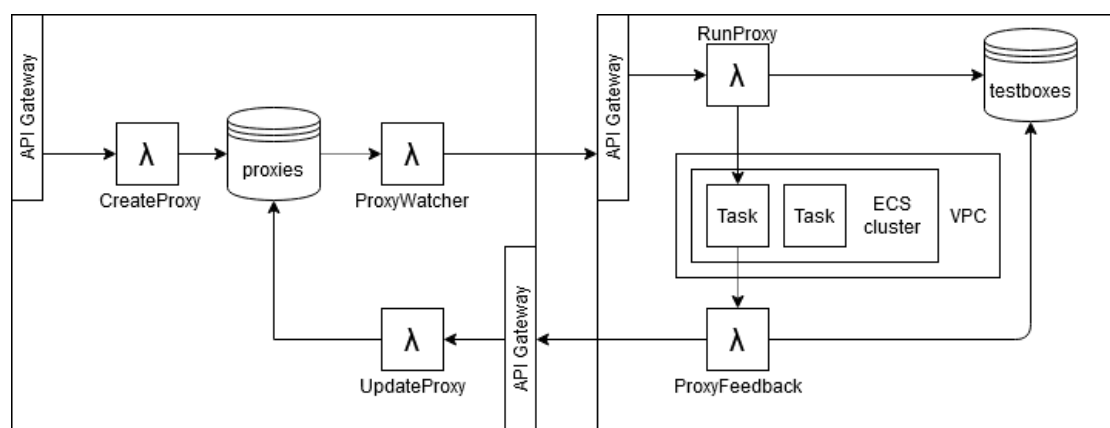 API Gateway
λ
CreateProxy
proxies
λ
ProxyWatcher
λ
UpdateProxy
API Gateway
API Gateway
RunProxy
λ
testboxes
Task
Task
ECS
cluster
VPC
λ
ProxyFeedback